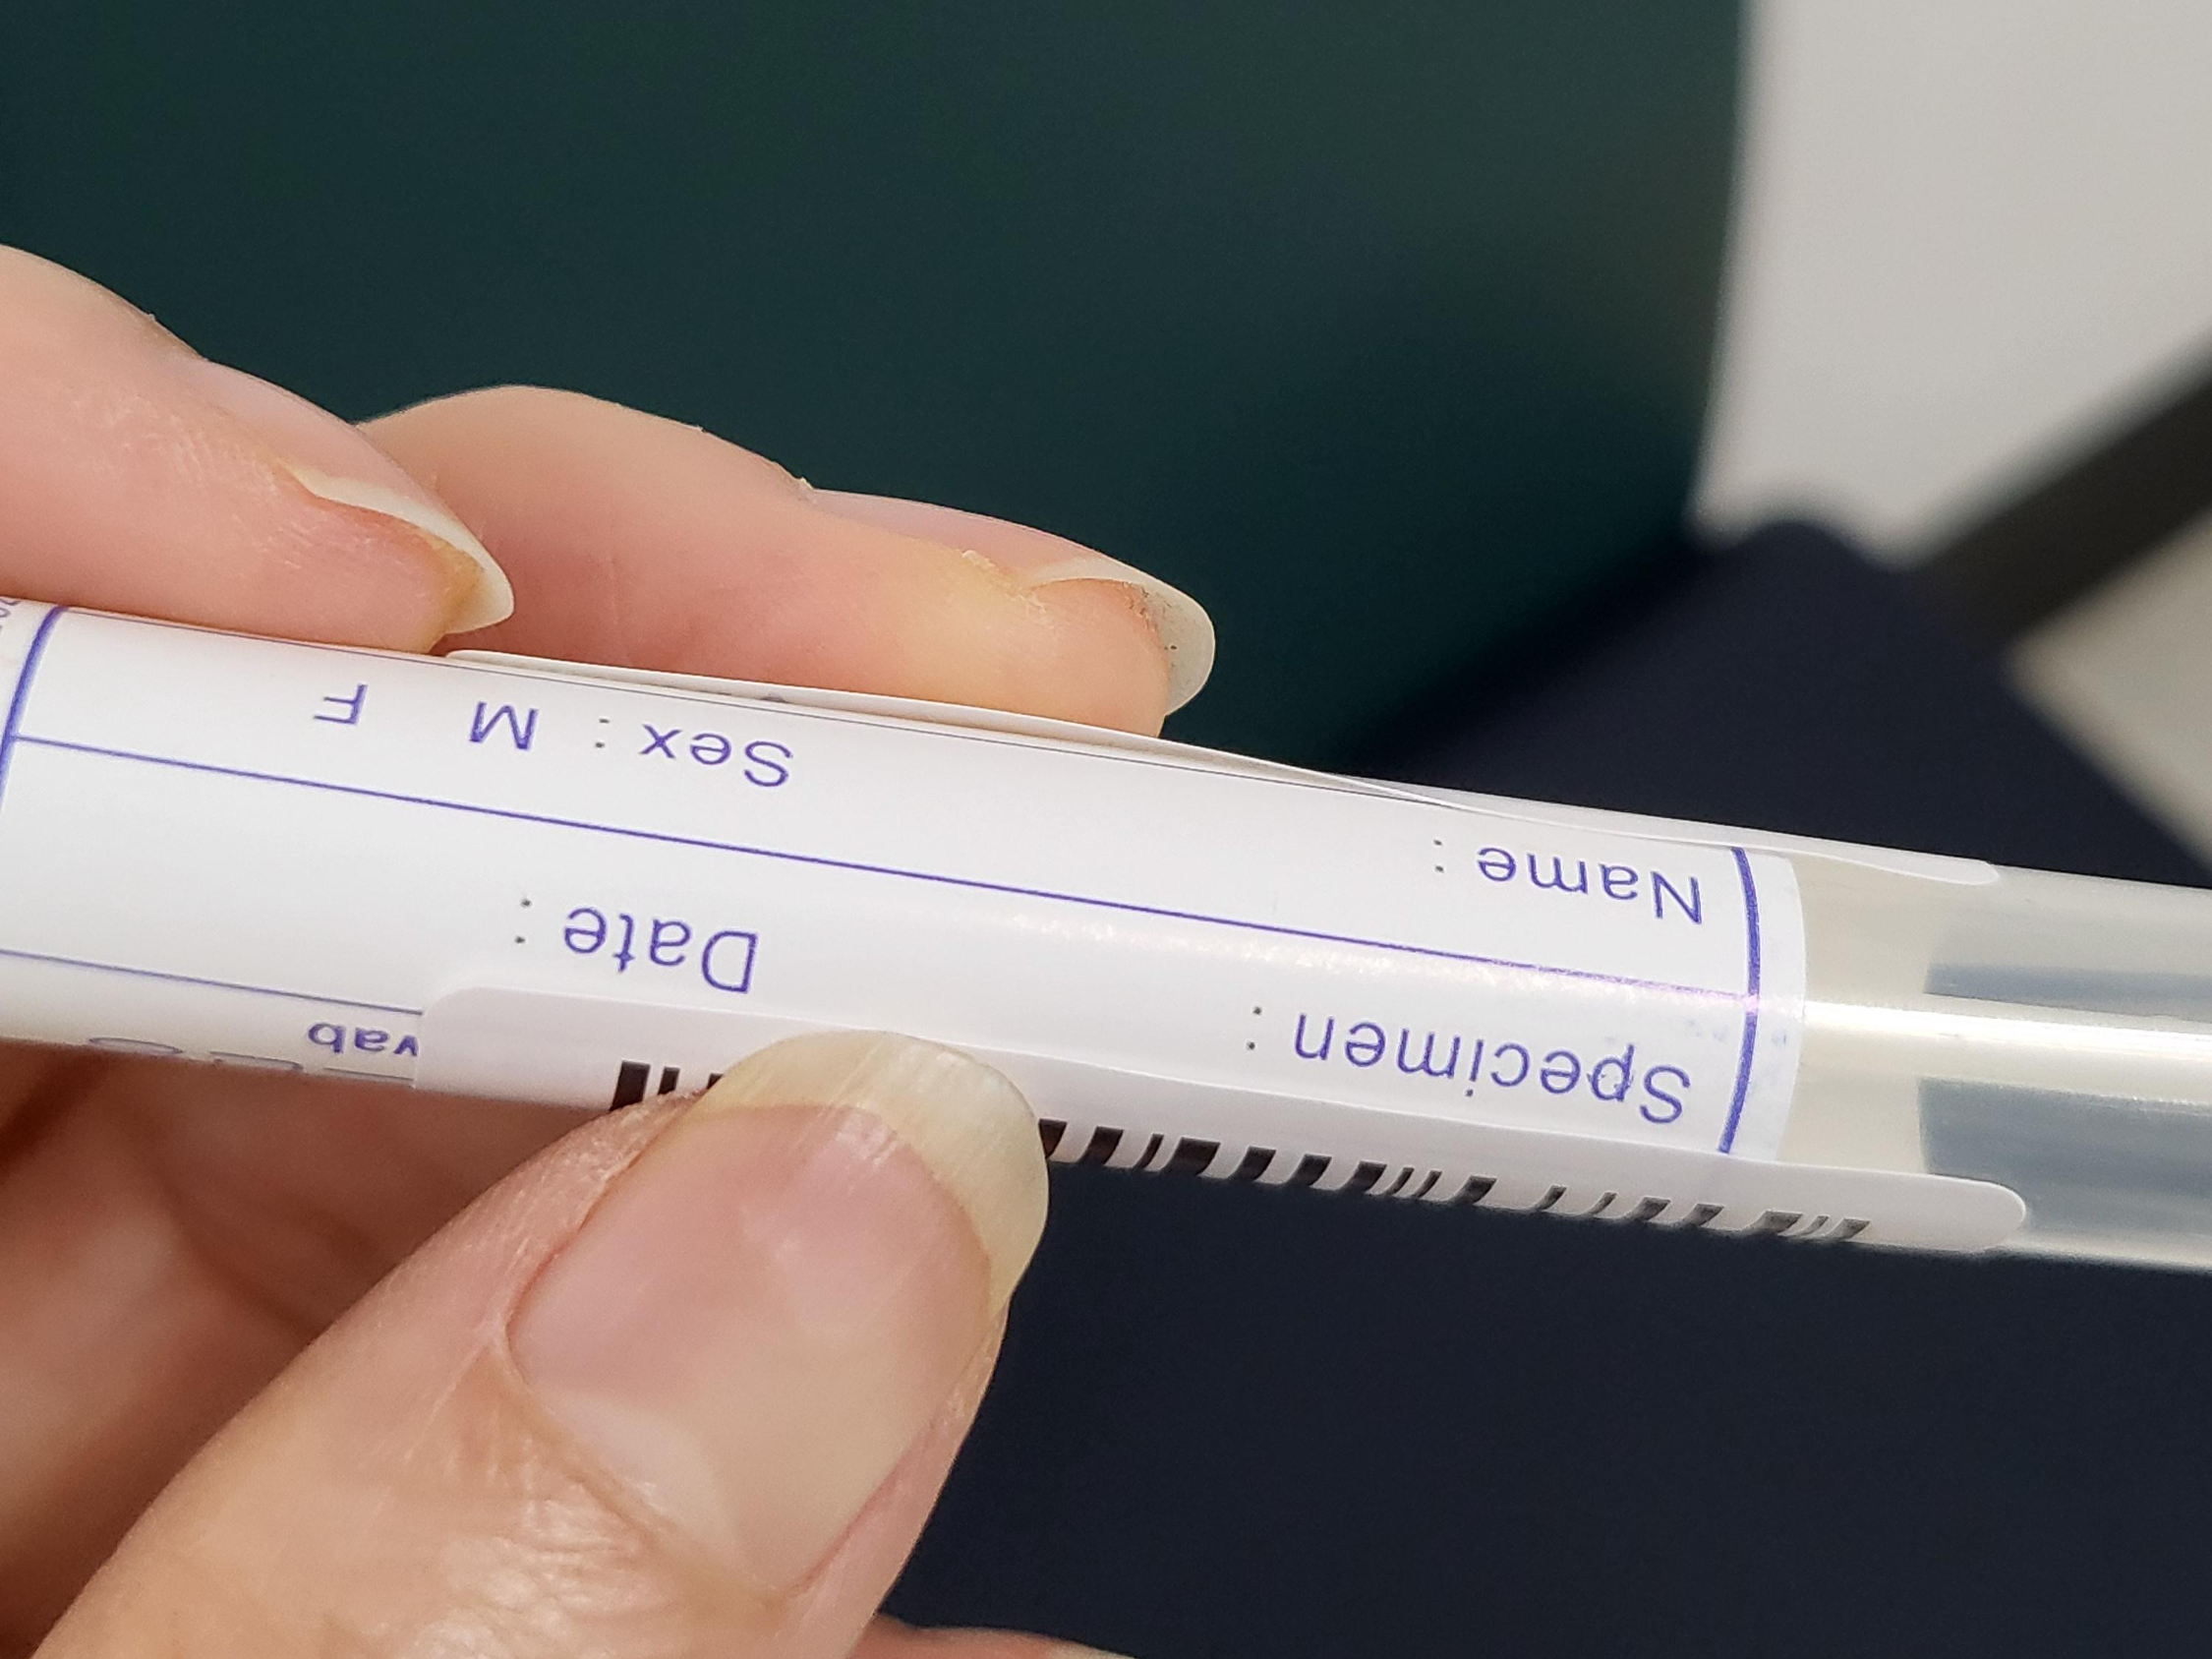 Specimen : Date :
Name : Sex : M F